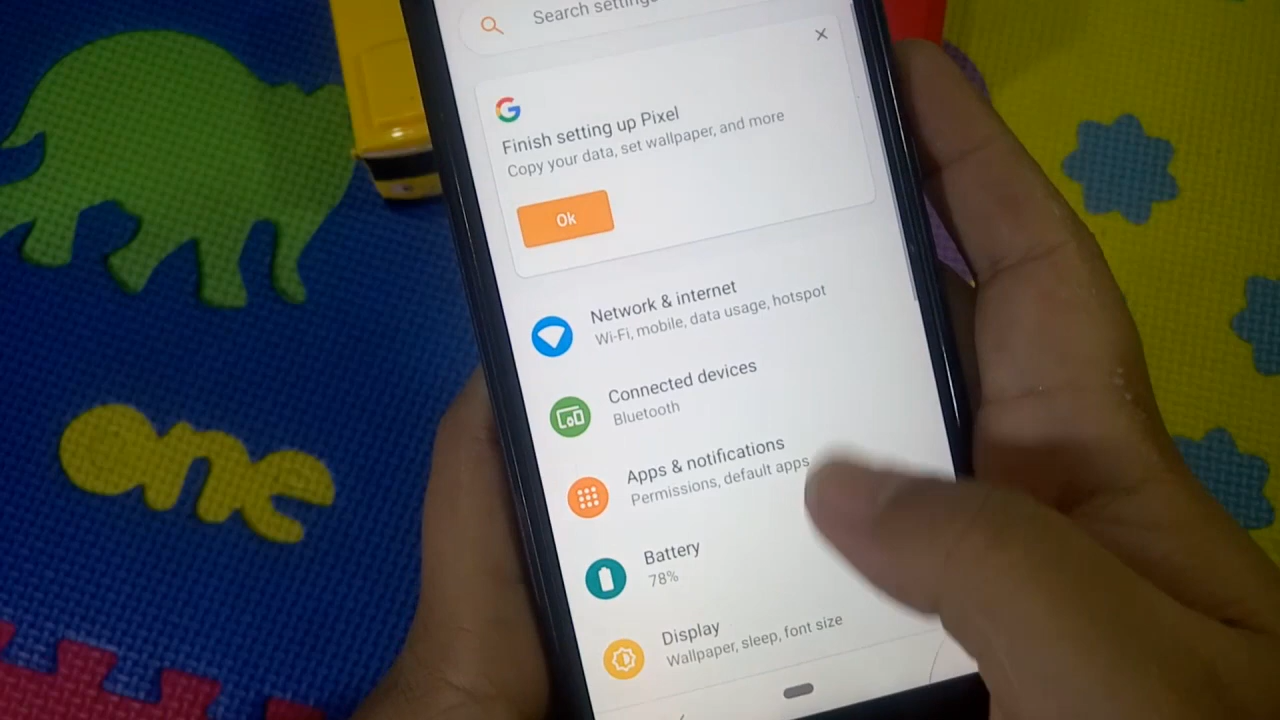 Search settings
Finish setting up Pixel
Copy your data, set wallpaper, and more
Ok
Network & internet
Wi-Fi, mobile, data usage, hotspot
Connected devices
Bluetooth
Apps & notifications
Permissions, default apps
Battery
78%
Display
Wallpaper, sleep, font size
one